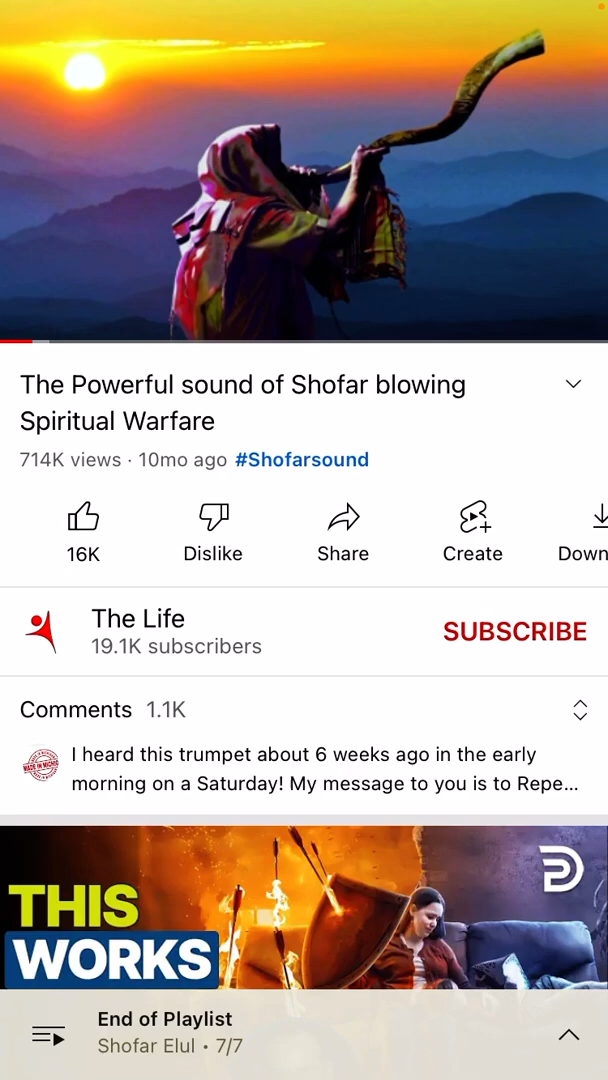 The Powerful sound of Shofar blowing
Spiritual Warfare
714K views · 10mo ago #Shofarsound
16K
Dislike
Share
Create
Down
The Life
19.1K subscribers
SUBSCRIBE
Comments 1.1K
I heard this trumpet about 6 weeks ago in the early
morning on a Saturday! My message to you is to Repe...
THIS
WORKS
End of Playlist
Shofar Elul • 7/7